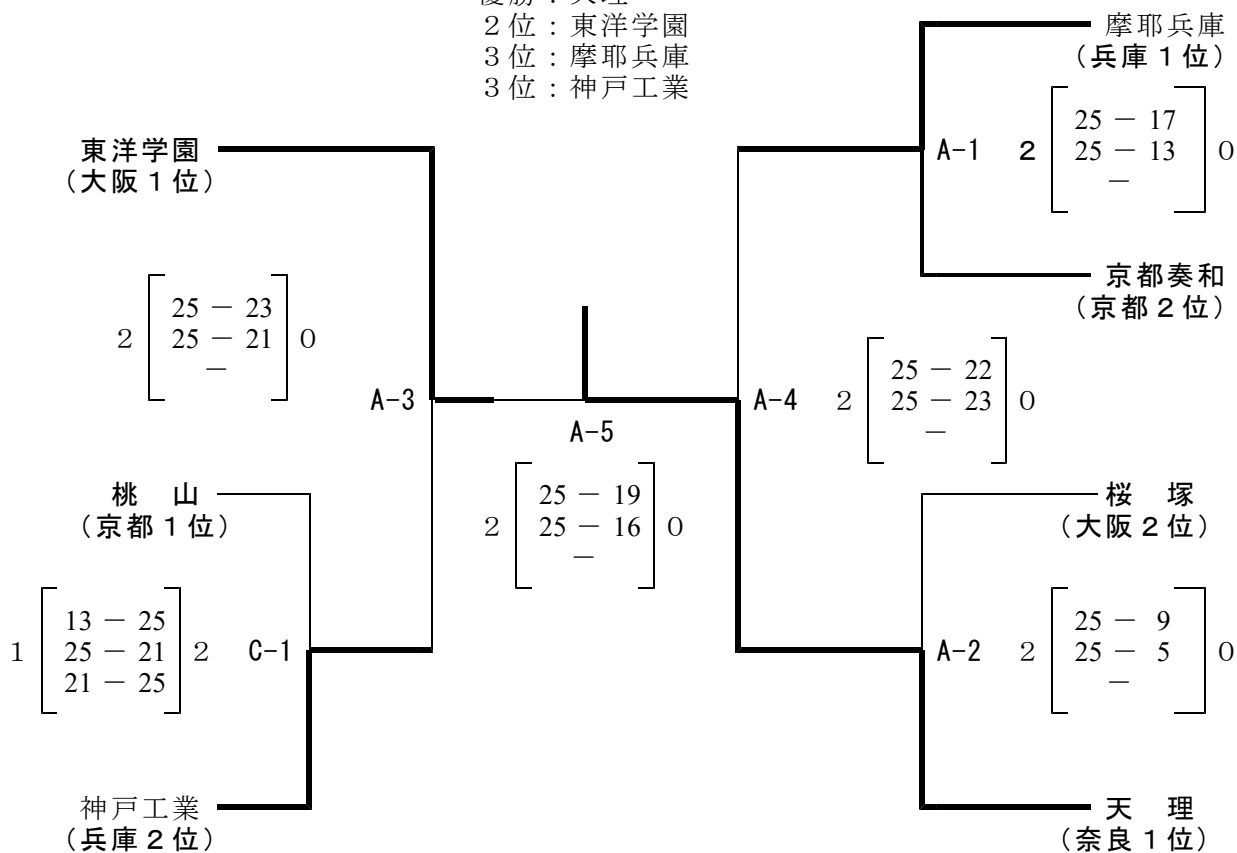 優勝：天理
２位：東洋学園
３位：摩耶兵庫
３位：神戸工業
摩耶兵庫
（兵庫１位）
東洋学園
（大阪１位）
A-1 2 25 － 17 0
25 － 13
－
京都奏和
（京都２位）
2 25 － 23 0
25 － 21
－
A-3
A-4 2 25 － 22 0
25 － 23
－
A-5
2 25 － 19 0
25 － 16
－
桃　山
（京都１位）
桜　塚
（大阪２位）
1 13 － 25 2
25 － 21
21 － 25
C-1
A-2 2 25 － 9 0
25 － 5
－
神戸工業
（兵庫２位）
天　理
（奈良１位）